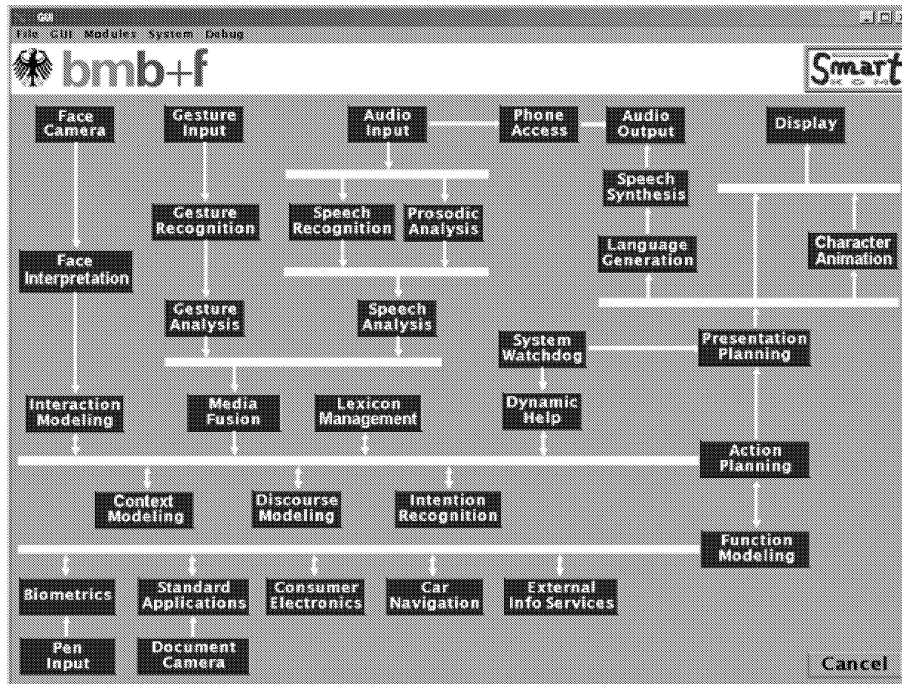 GUI
File GUI Modules System Debug
bmb+f
Smart
KOM
Face
Camera
Gesture
Input
Audio
Input
Phone
Access
Audio
Output
Display
Speech
Synthesis
Gesture
Recognition
Speech
Recognition
Prosodic
Analysis
Language
Generation
Character
Animation
Face
Interpretation
Gesture
Analysis
Speech
Analysis
System
Watchdog
Presentation
Planning
Interaction
Modeling
Media
Fusion
Lexicon
Management
Dynamic
Help
Action
Planning
Context
Modeling
Discourse
Modeling
Intention
Recognition
Function
Modeling
Biometrics
Standard
Applications
Consumer
Electronics
Car
Navigation
External
Info Services
Pen
Input
Document
Camera
Cancel